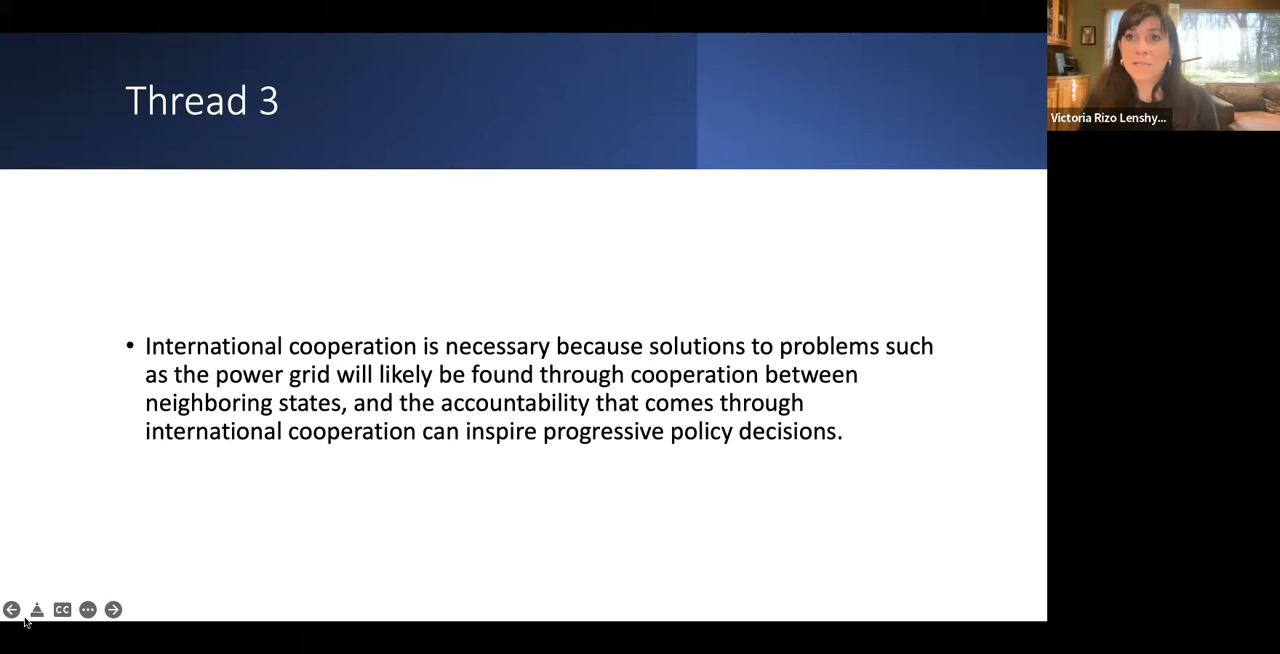 Thread 3
Victoria Rizo Lenshy...
• International cooperation is necessary because solutions to problems such
as the power grid will likely be found through cooperation between
neighboring states, and the accountability that comes through
international cooperation can inspire progressive policy decisions.
CC